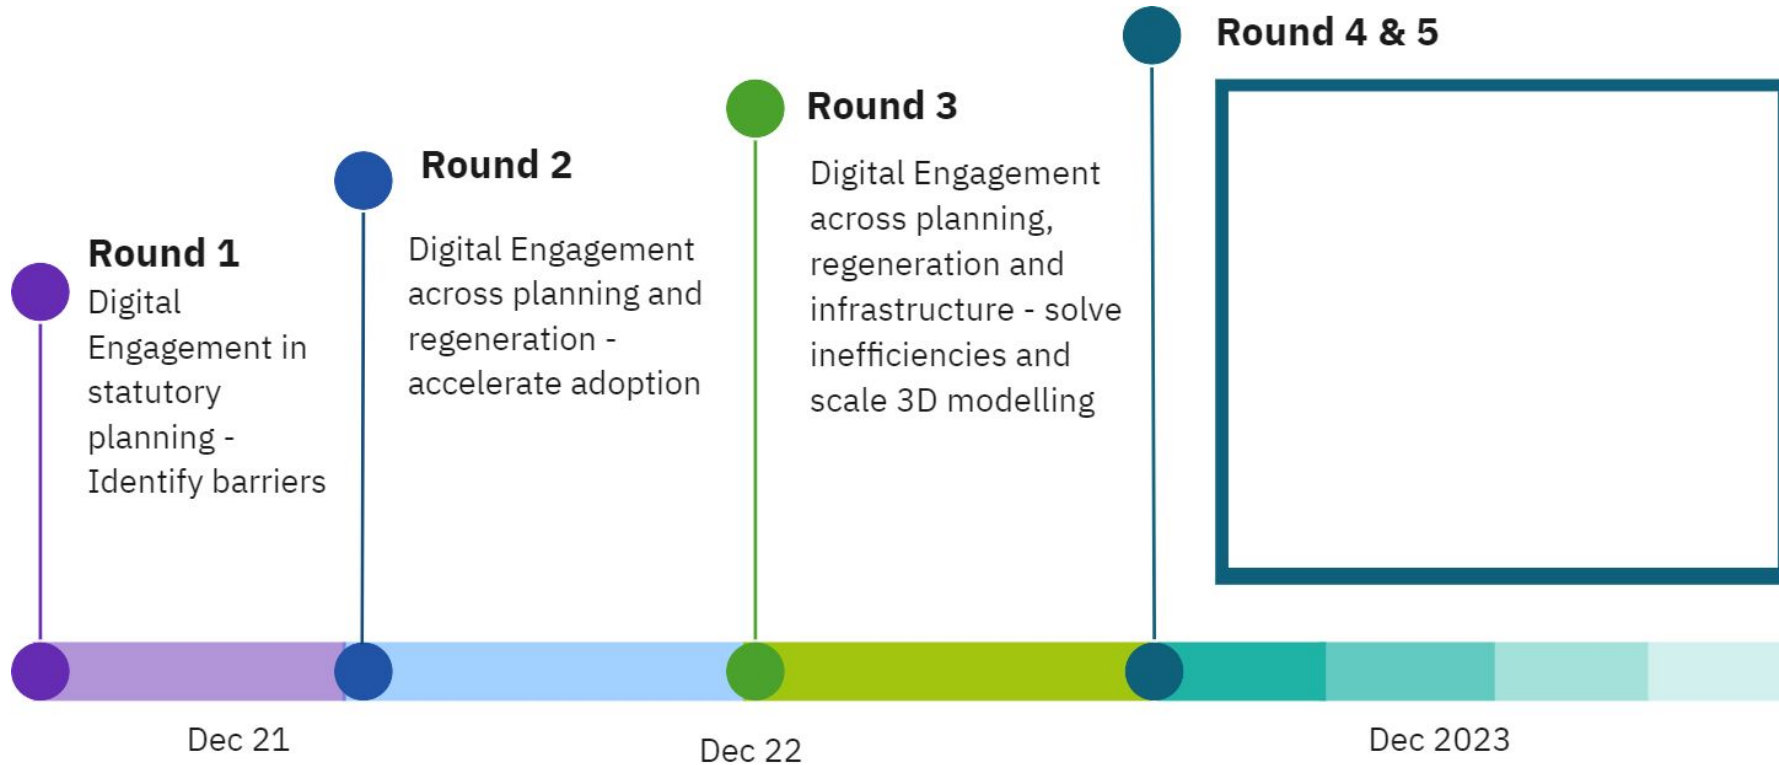 Round 1
Digital
Engagement in
statutory
planning -
Identify barriers
Round 2
Digital Engagement
across planning and
regeneration -
accelerate adoption
Round 3
Digital Engagement
across planning,
regeneration and
infrastructure - solve
inefficiencies and
scale 3D modelling
Round 4 & 5
Dec 21
Dec 22
Dec 2023